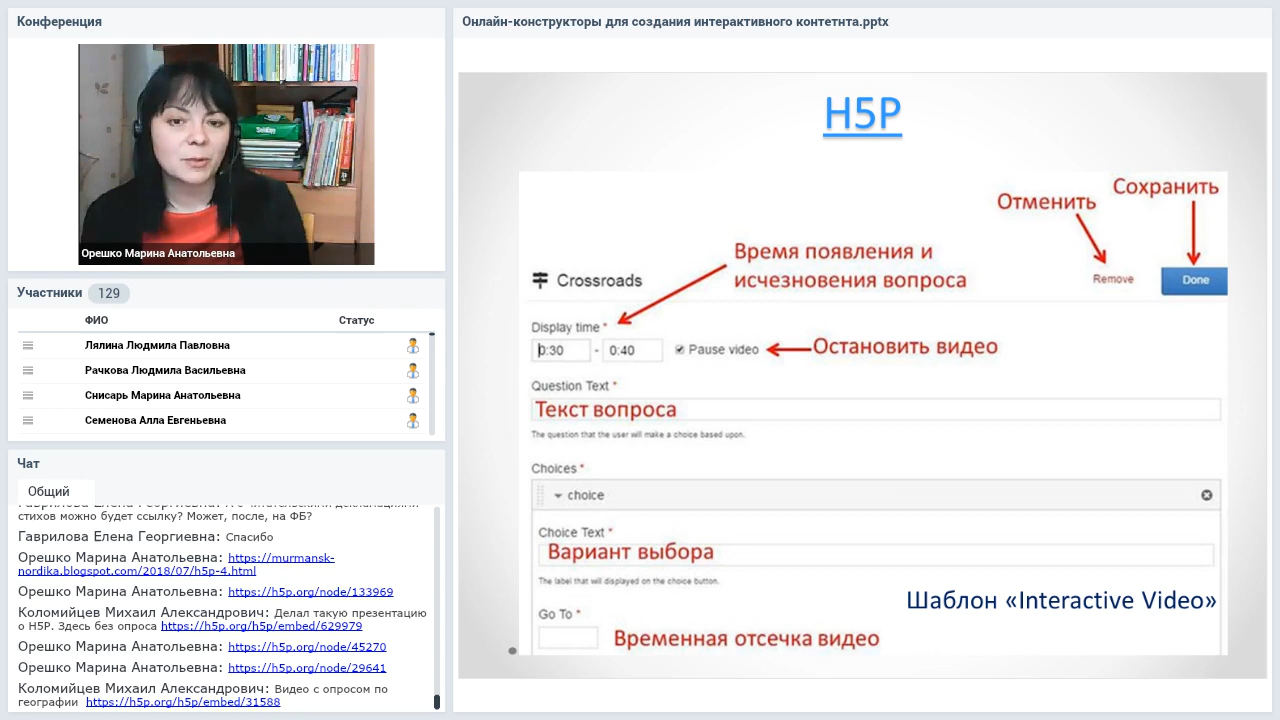 Конференция
Орешко Марина Анатольевна
Участники 129
ФИО Статус
Лялина Людмила Павловна
Рачкова Людмила Васильевна
Снисарь Марина Анатольевна
Семенова Алла Евгеньевна
Чат
Общий
стихов можно будет ссылку? Может, после, на ФБ?
Гаврилова Елена Георгиевна: Спасибо
Орешко Марина Анатольевна: https://murmansk-
nordika.blogspot.com/2018/07/h5p-4.html
Орешко Марина Анатольевна: https://h5p.org/node/133969
Коломийцев Михаил Александрович: Делал такую презентацию
о H5P. Здесь без опроса https://h5p.org/h5p/embed/629979
Орешко Марина Анатольевна: https://h5p.org/node/45270
Орешко Марина Анатольевна: https://h5p.org/node/29641
Коломийцев Михаил Александрович: Видео с опросом по
географии https://h5p.org/h5p/embed/31588
Онлайн-конструкторы для создания интерактивного контетнта.pptx
H5P
Сохранить
Отменить
Время появления и
исчезновения вопроса
Crossroads
Remove Done
Display time *
0:30 - 0:40 Pause video
Остановить видео
Question Text *
Текст вопроса
The question that the user will make a choice based upon.
Choices *
choice
Choice Text *
Вариант выбора
The label that will displayed on the choice button.
Шаблон «Interactive Video»
Go To *
Временная отсечка видео